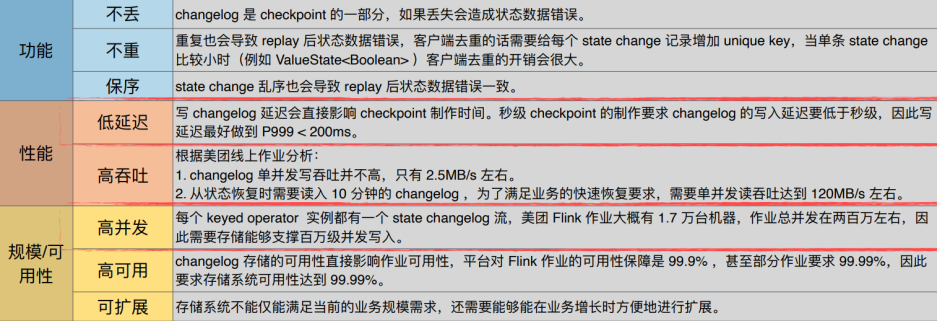 功能
不丢
changelog 是 checkpoint 的一部分，如果丢失会造成状态数据错误。
不重
重复也会导致 replay 后状态数据错误，客户端去重的话需要给每个 state change 记录增加 unique key，当单条 state change
比较小时（例如 ValueState<Boolean> ）客户端去重的开销会很大。
保序
state change 乱序也会导致 replay 后状态数据错误一致。
性能
低延迟
写 changelog 延迟会直接影响 checkpoint 制作时间。秒级 checkpoint 的制作要求 changelog 的写入延迟要低于秒级，因此写
延迟最好做到 P999 < 200ms。
高吞吐
根据美团线上作业分析：
1. changelog 单并发写吞吐并不高，只有 2.5MB/s 左右。
2. 从状态恢复时需要读入 10 分钟的 changelog ，为了满足业务的快速恢复要求，需要单并发读吞吐达到 120MB/s 左右。
规模/可
用性
高并发
每个 keyed operator 实例都有一个 state changelog 流，美团 Flink 作业大概有 1.7 万台机器，作业总并发在两百万左右，因
此需要存储能够支撑百万级并发写入。
高可用
changelog 存储的可用性直接影响作业可用性，平台对 Flink 作业的可用性保障是 99.9% ，甚至部分作业要求 99.99%，因此
要求存储系统可用性达到 99.99%。
可扩展
存储系统不能仅能满足当前的业务规模需求，还需要能够能在业务增长时方便地进行扩展。